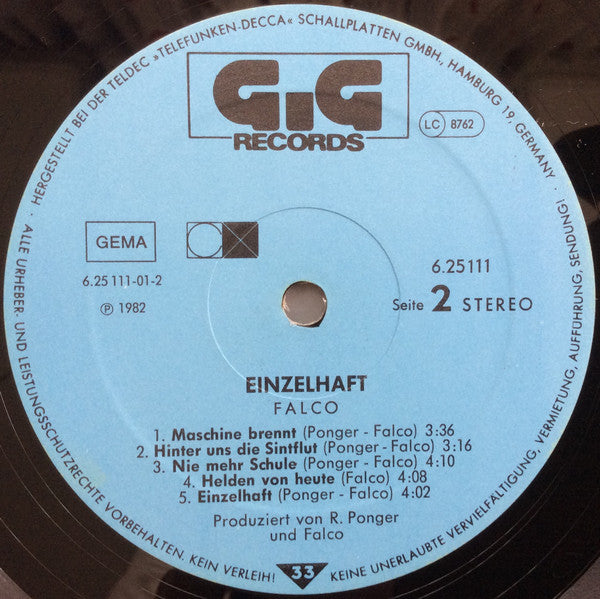 HERGESTELLT BEI DER TELDEC »TELEFUNKEN-DECCA« SCHALLPLATTEN GMBH, HAMBURG 19, GERMANY
GiG
RECORDS
LC 8762
GEMA
6.25 111-01-2
℗ 1982
6.25111
Seite 2 STEREO
EINZELHAFT
FALCO
1. Maschine brennt (Ponger - Falco) 3:36
2. Hinter uns die Sintflut (Ponger - Falco) 3:16
3. Nie mehr Schule (Ponger - Falco) 4:10
4. Helden von heute (Falco) 4:08
5. Einzelhaft (Ponger - Falco) 4:02
Produziert von R. Ponger
und Falco
33
· ALLE URHEBER- UND LEISTUNGSSCHUTZRECHTE VORBEHALTEN. KEIN VERLEIH! KEINE UNERLAUBTE VERVIELFÄLTIGUNG, VERMIETUNG, AUFFÜHRUNG, SENDUNG! ·